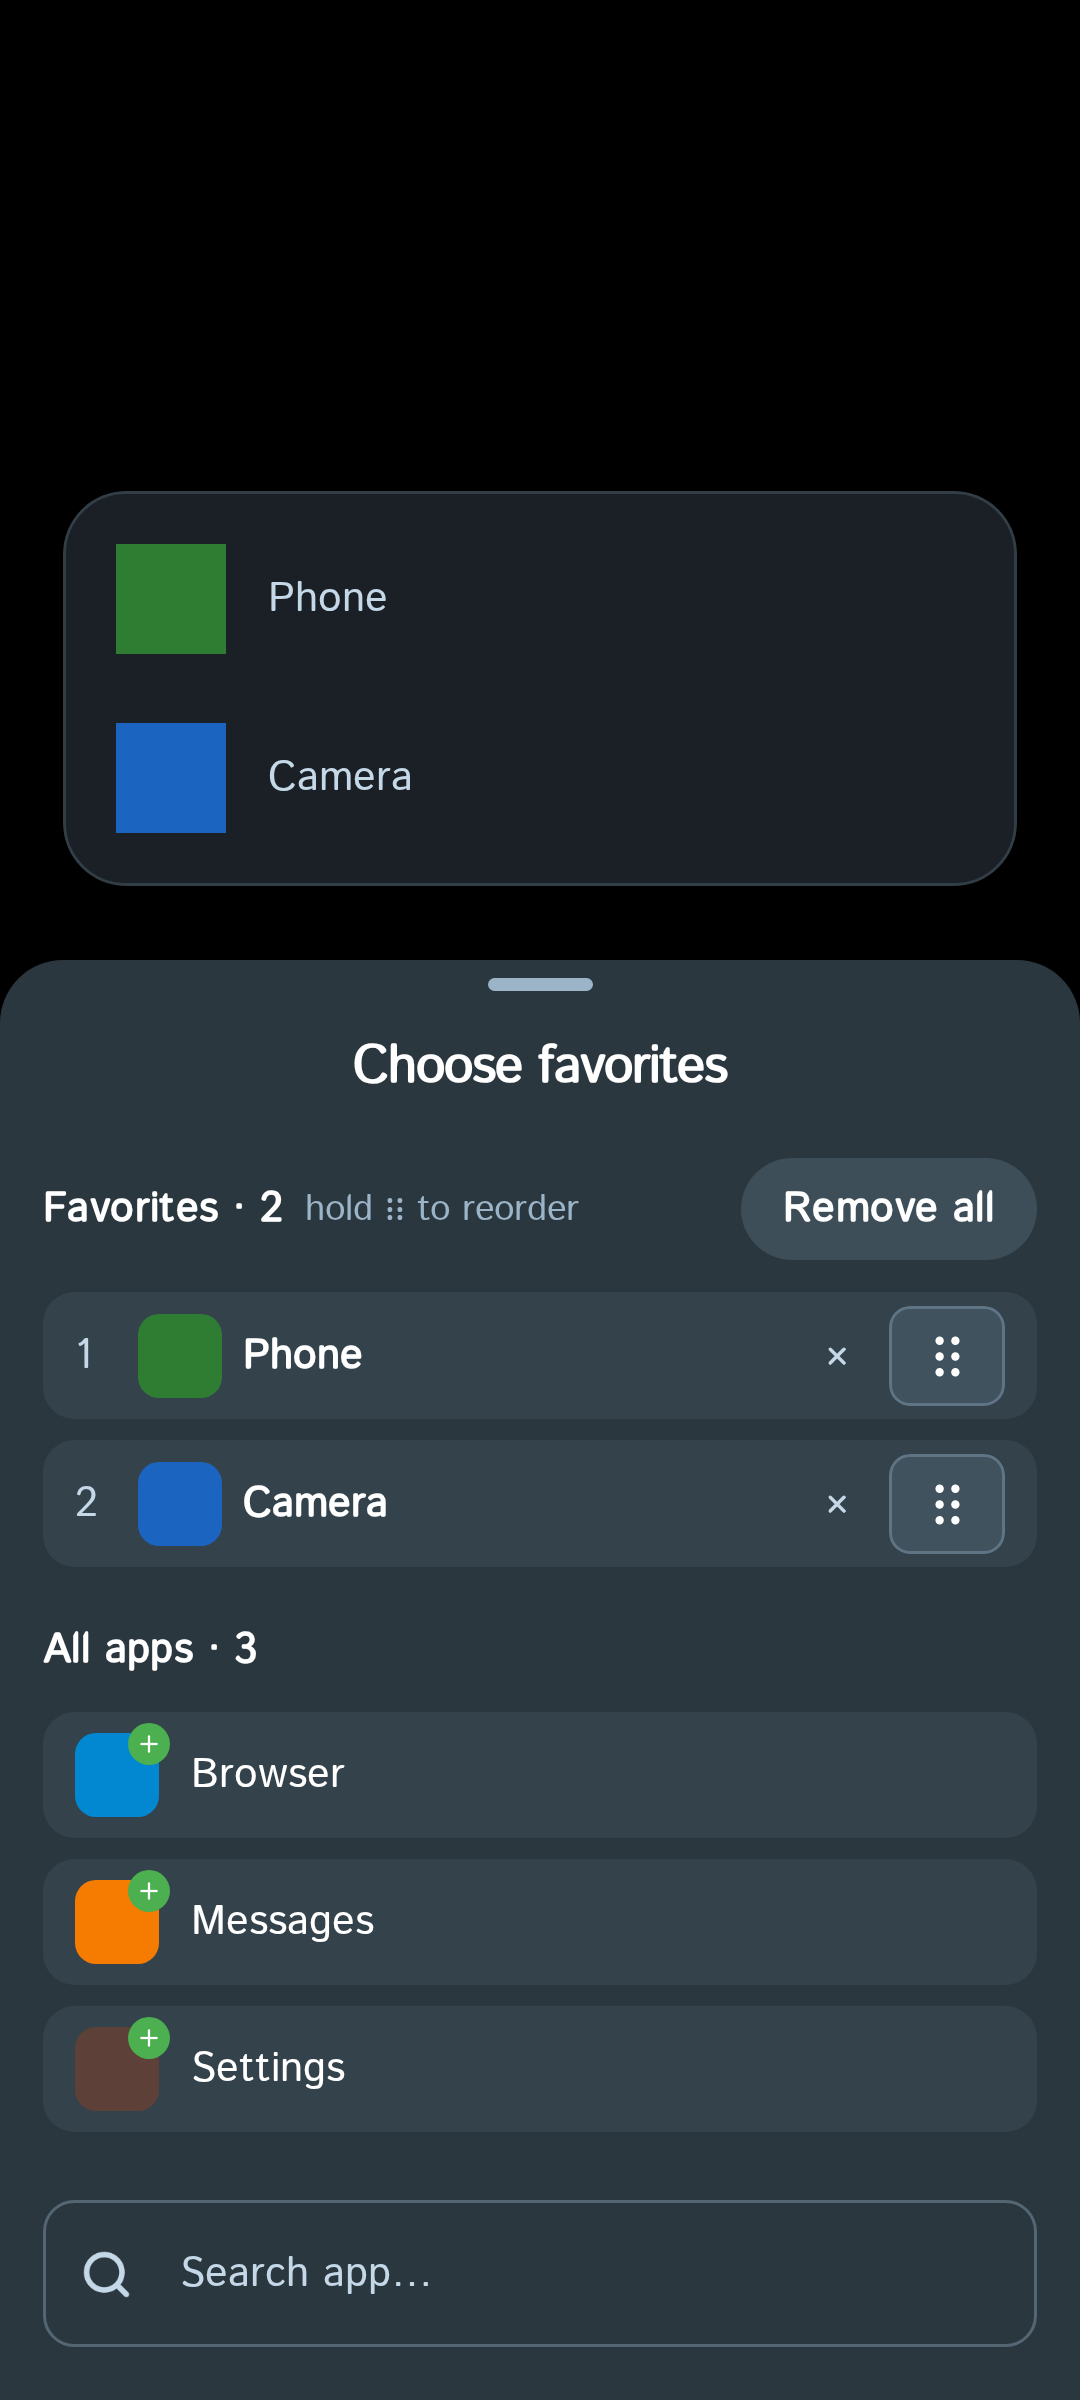 Phone
Camera
Choose favorites
Favorites · 2 hold ⠿ to reorder
Remove all
1 Phone ×
2 Camera ×
All apps · 3
+ Browser
+ Messages
+ Settings
Search app…